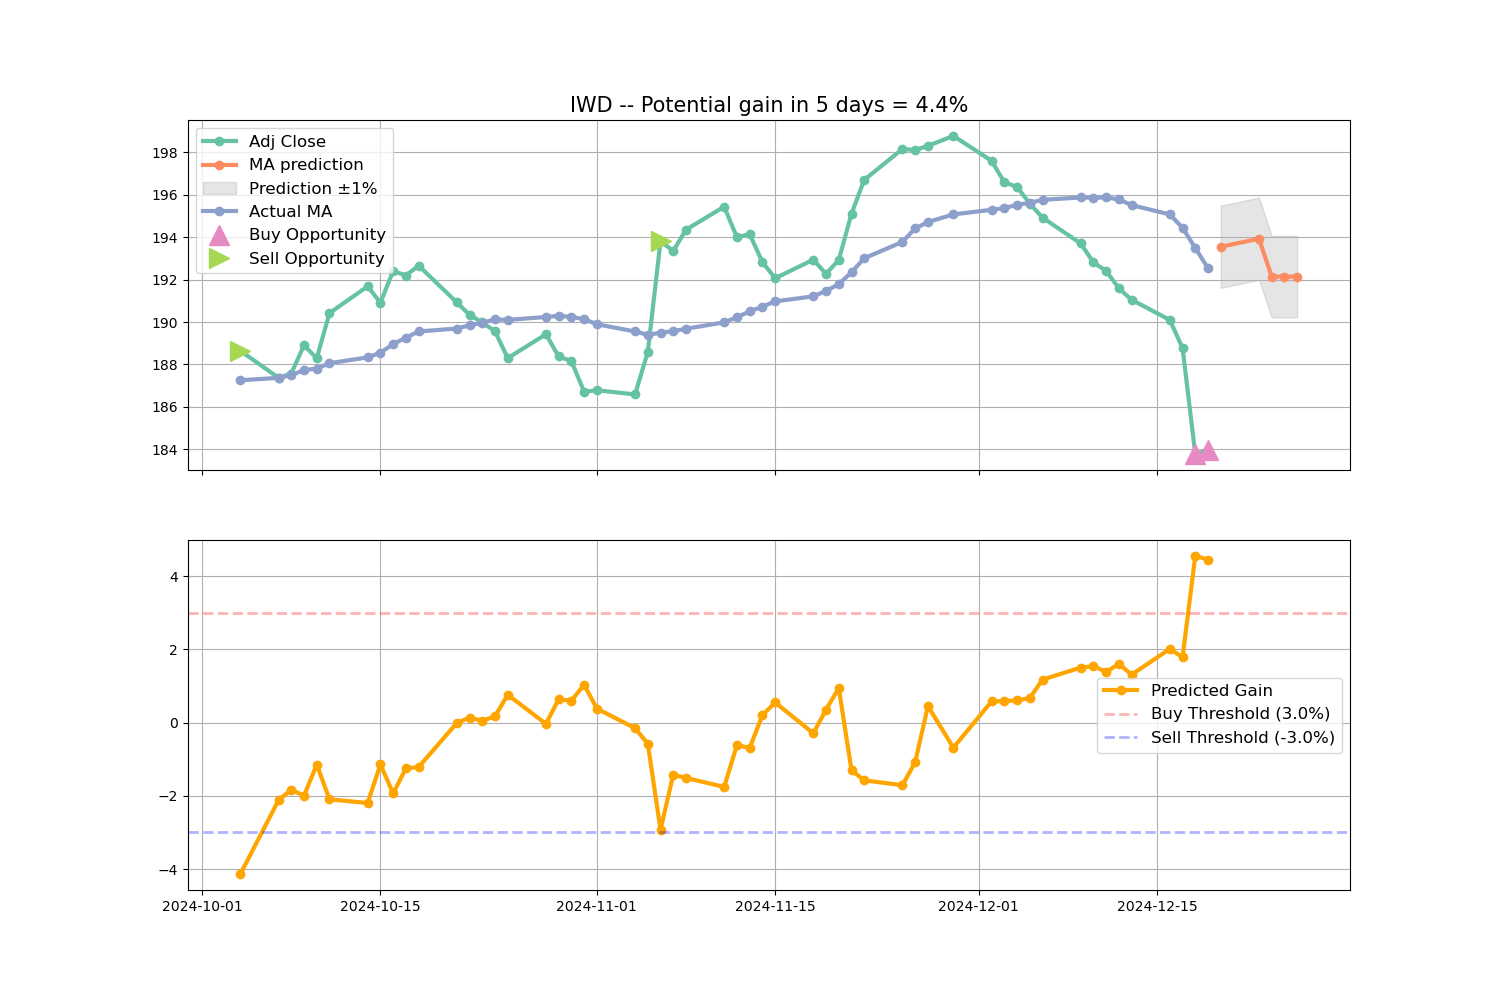 IWD -- Potential gain in 5 days = 4.4%
198
196
194
192
190
188
186
184
Adj Close
MA prediction
Prediction ±1%
Actual MA
Buy Opportunity
Sell Opportunity
4
2
0
−2
−4
Predicted Gain
Buy Threshold (3.0%)
Sell Threshold (-3.0%)
2024-10-01 2024-10-15 2024-11-01 2024-11-15 2024-12-01 2024-12-15